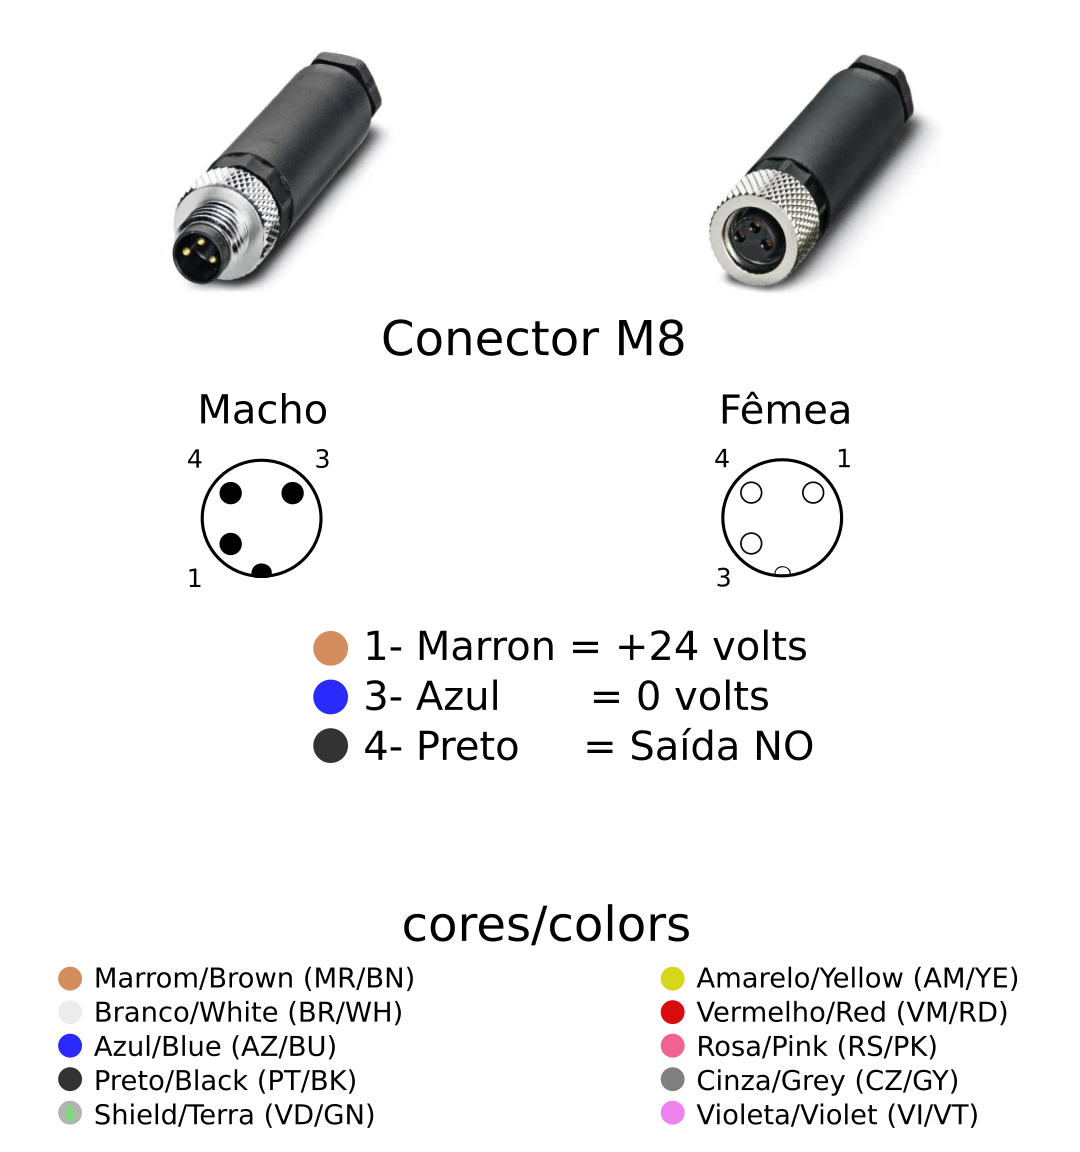 Conector M8
Macho
Fêmea
4 3
4 1
1
3
1- Marron = +24 volts
3- Azul = 0 volts
4- Preto = Saída NO
cores/colors
Marrom/Brown (MR/BN)
Branco/White (BR/WH)
Azul/Blue (AZ/BU)
Preto/Black (PT/BK)
Shield/Terra (VD/GN)
Amarelo/Yellow (AM/YE)
Vermelho/Red (VM/RD)
Rosa/Pink (RS/PK)
Cinza/Grey (CZ/GY)
Violeta/Violet (VI/VT)